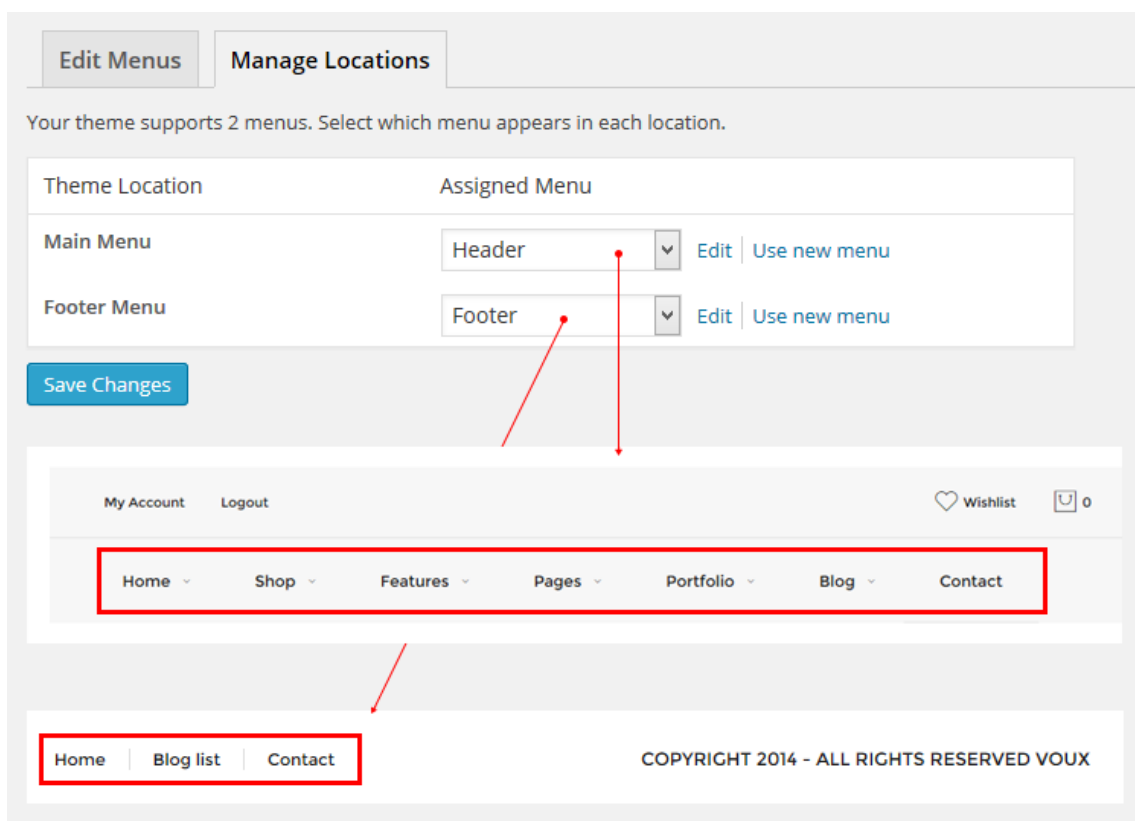 Edit Menus Manage Locations
Your theme supports 2 menus. Select which menu appears in each location.
Theme Location Assigned Menu
Main Menu Header Edit Use new menu
Footer Menu Footer Edit Use new menu
Save Changes
My Account Logout Wishlist 0
Home Shop Features Pages Portfolio Blog Contact
Home Blog list Contact COPYRIGHT 2014 - ALL RIGHTS RESERVED VOUX